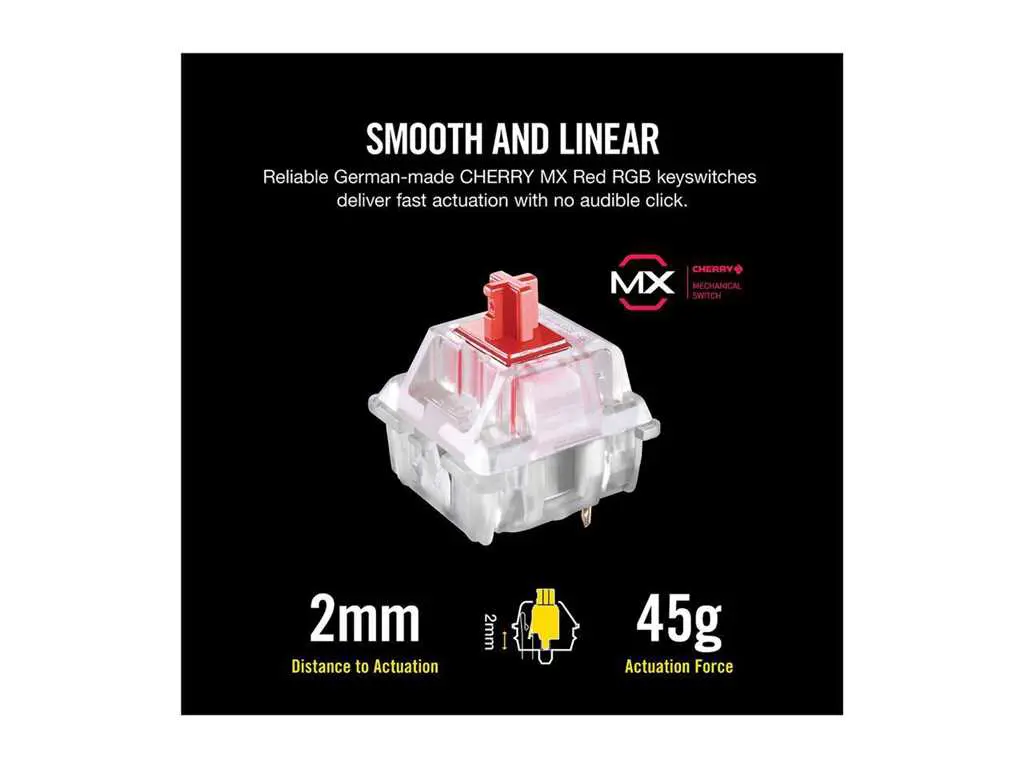 SMOOTH AND LINEAR
Reliable German-made CHERRY MX Red RGB keyswitches
deliver fast actuation with no audible click.
MX
CHERRY
MECHANICAL
SWITCH
2mm
Distance to Actuation
2mm
45g
Actuation Force